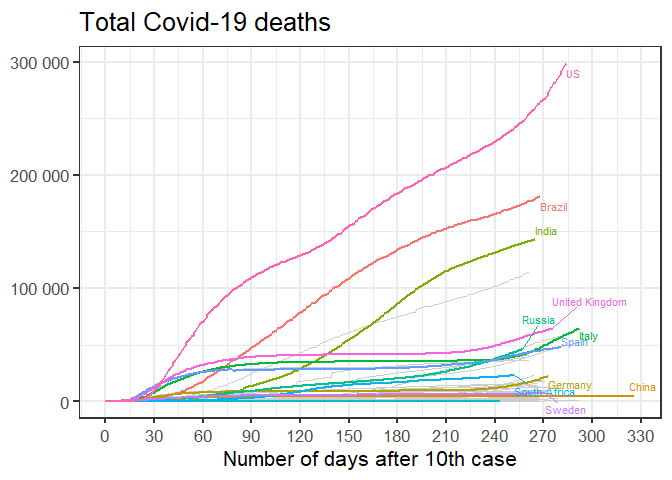 Total Covid-19 deaths
300 000
200 000
100 000
0
US
Brazil
India
United Kingdom
Russia
Italy
Spain
Germany
China
South Africa
Sweden
0 30 60 90 120 150 180 210 240 270 300 330
Number of days after 10th case